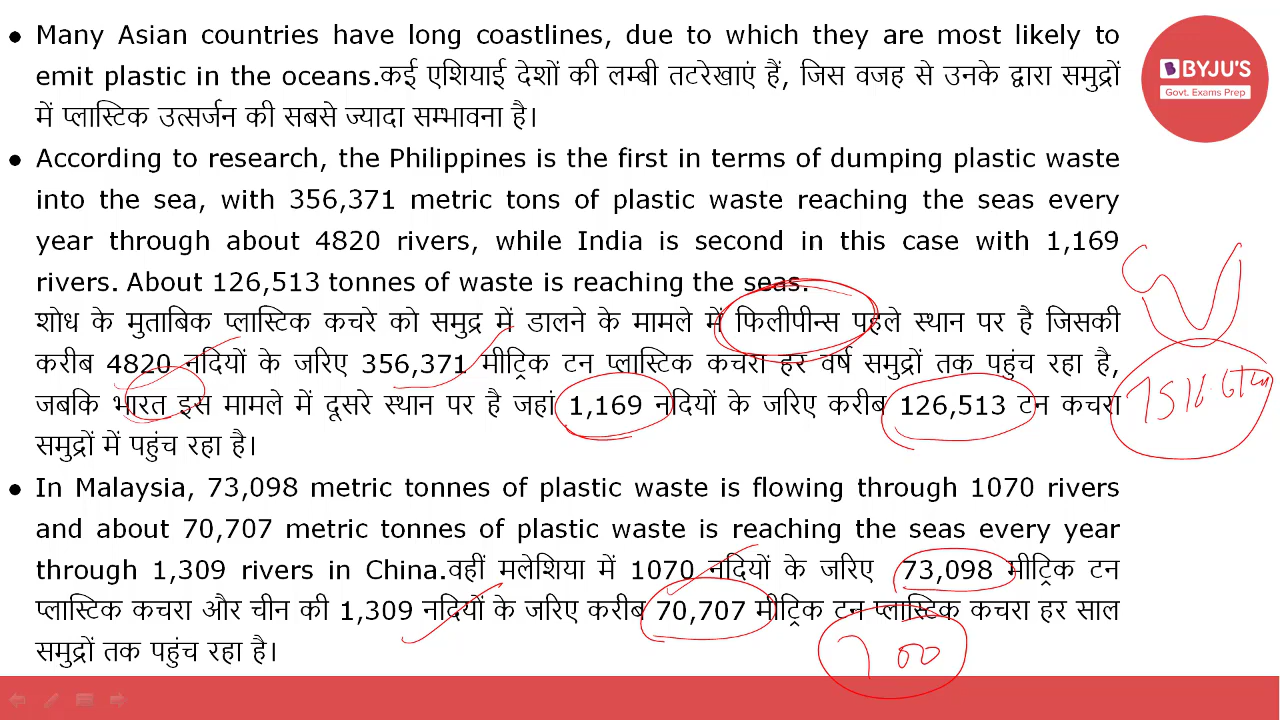 • Many Asian countries have long coastlines, due to which they are most likely to
emit plastic in the oceans.कई एशियाई देशों की लम्बी तटरेखाएं हैं, जिस वजह से उनके द्वारा समुद्रों
में प्लास्टिक उत्सर्जन की सबसे ज्यादा सम्भावना है।
BYJU'S
Govt. Exams Prep
• According to research, the Philippines is the first in terms of dumping plastic waste
into the sea, with 356,371 metric tons of plastic waste reaching the seas every
year through about 4820 rivers, while India is second in this case with 1,169
rivers. About 126,513 tonnes of waste is reaching the seas.
शोध के मुताबिक प्लास्टिक कचरे को समुद्र में डालने के मामले में फिलीपीन्स पहले स्थान पर है जिसकी
करीब 4820 नदियों के जरिए 356,371 मीट्रिक टन प्लास्टिक कचरा हर वर्ष समुद्रों तक पहुंच रहा है,
जबकि भारत इस मामले में दूसरे स्थान पर है जहां 1,169 नदियों के जरिए करीब 126,513 टन कचरा
समुद्रों में पहुंच रहा है।
• In Malaysia, 73,098 metric tonnes of plastic waste is flowing through 1070 rivers
and about 70,707 metric tonnes of plastic waste is reaching the seas every year
through 1,309 rivers in China.वहीं मलेशिया में 1070 नदियों के जरिए 73,098 मीट्रिक टन
प्लास्टिक कचरा और चीन की 1,309 नदियों के जरिए करीब 70,707 मीट्रिक टन प्लास्टिक कचरा हर साल
समुद्रों तक पहुंच रहा है।